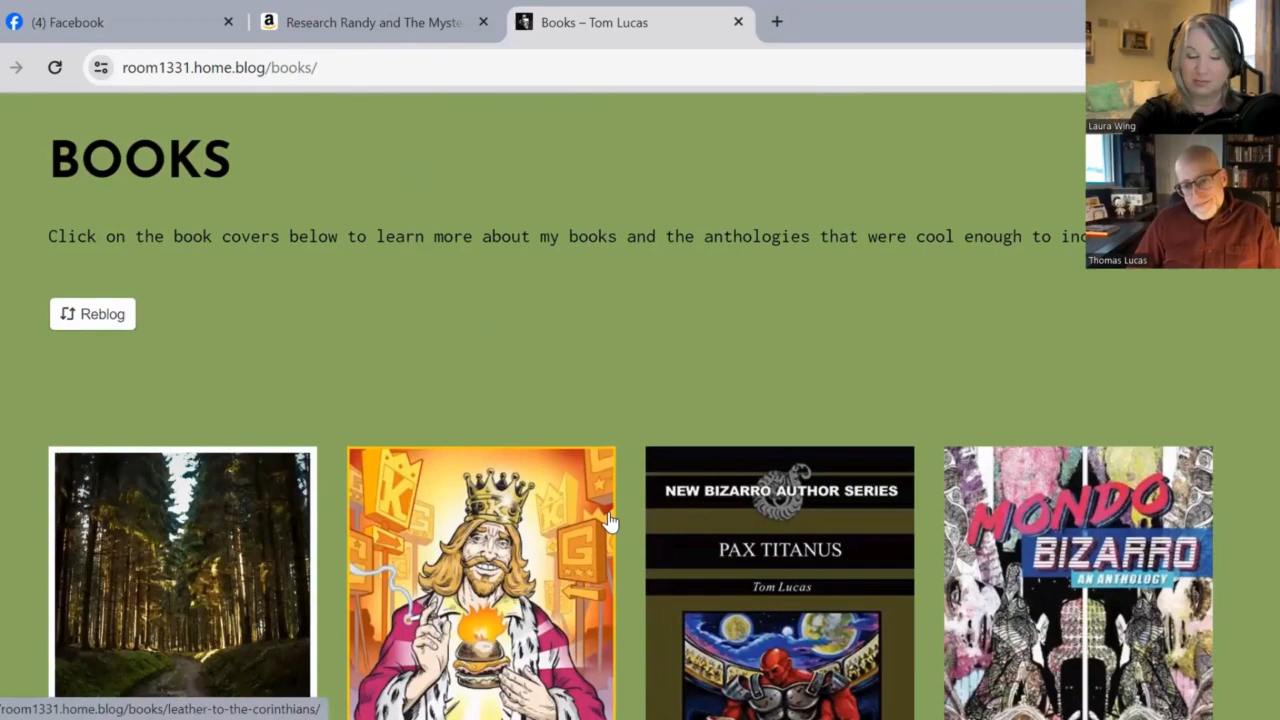 (4) Facebook
Research Randy and The Myste
Books – Tom Lucas
room1331.home.blog/books/
Laura Wing
BOOKS
Click on the book covers below to learn more about my books and the anthologies that were cool enough to inc
Thomas Lucas
Reblog
K
G
G
NEW BIZARRO AUTHOR SERIES
PAX TITANUS
Tom Lucas
MONDO
BIZARRO
AN ANTHOLOGY
room1331.home.blog/books/leather-to-the-corinthians/